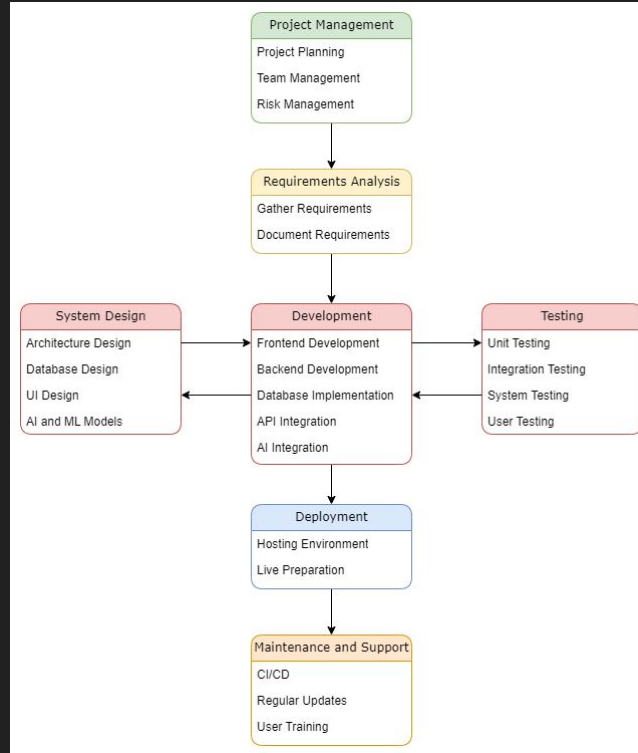 Project Management
Project Planning
Team Management
Risk Management
Requirements Analysis
Gather Requirements
Document Requirements
System Design
Architecture Design
Database Design
UI Design
AI and ML Models
Development
Frontend Development
Backend Development
Database Implementation
API Integration
AI Integration
Testing
Unit Testing
Integration Testing
System Testing
User Testing
Deployment
Hosting Environment
Live Preparation
Maintenance and Support
CI/CD
Regular Updates
User Training